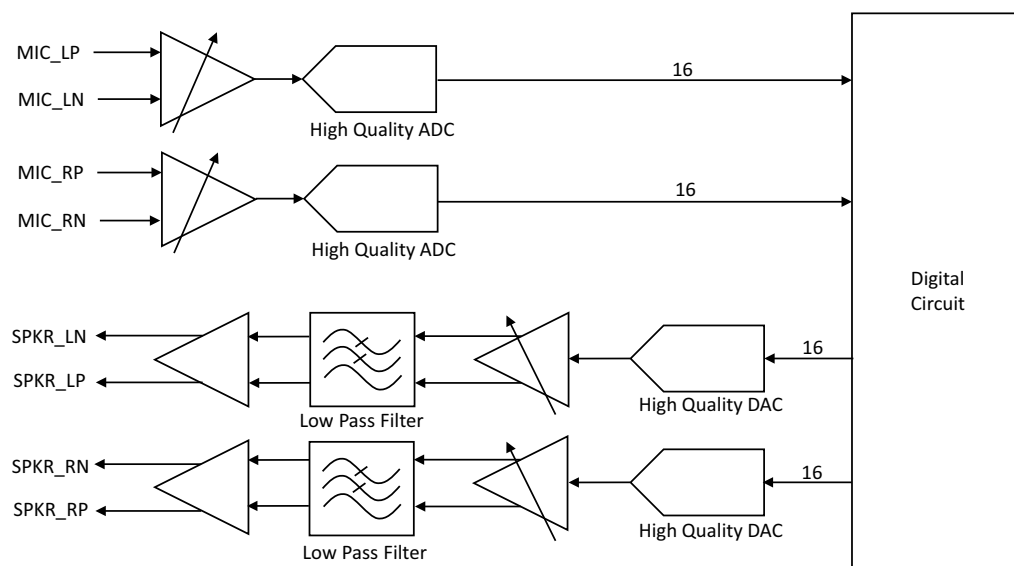 MIC_LP
MIC_LN
16
High Quality ADC
MIC_RP
MIC_RN
16
High Quality ADC
Digital
Circuit
SPKR_LN
SPKR_LP
16
Low Pass Filter
High Quality DAC
SPKR_RN
SPKR_RP
16
Low Pass Filter
High Quality DAC